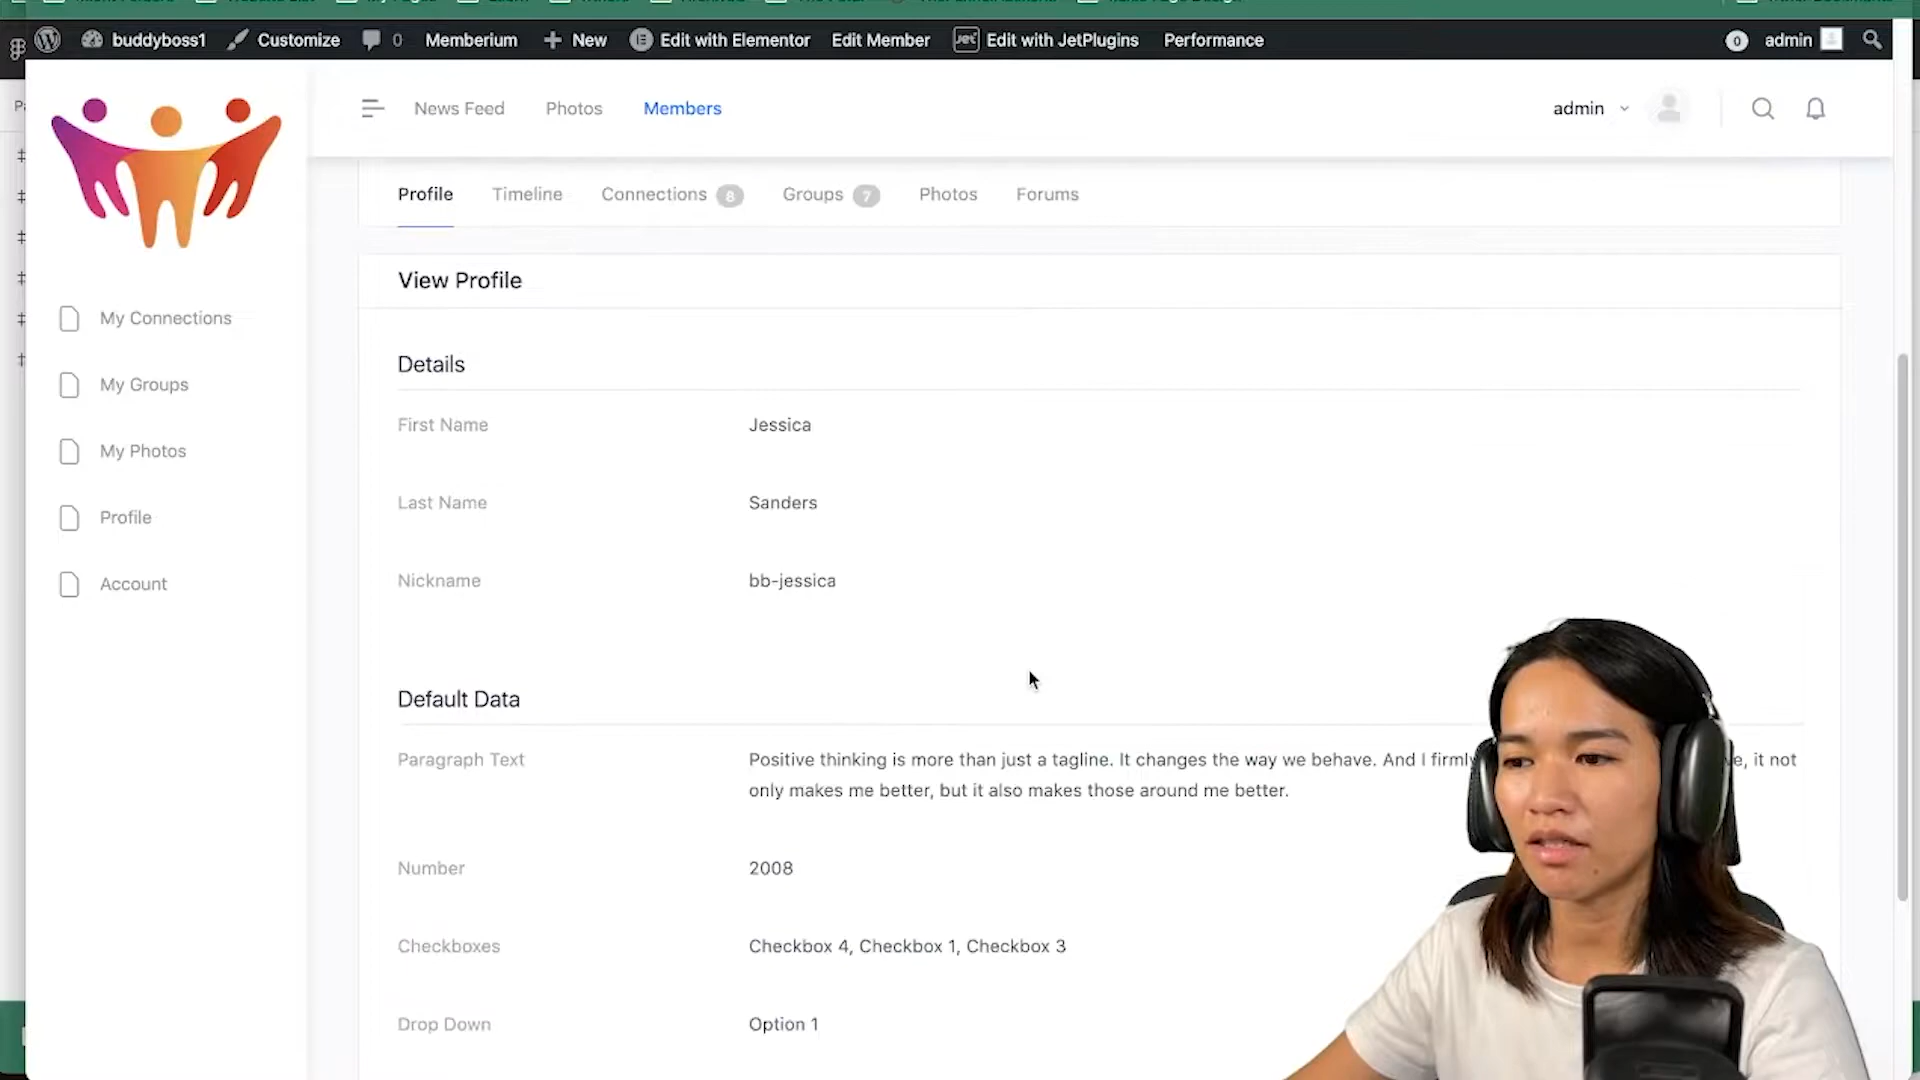 buddyboss1 Customize 0 Memberium New Edit with Elementor Edit Member Edit with JetPlugins Performance 0 admin
News Feed Photos Members admin
Profile Timeline Connections 8 Groups 7 Photos Forums
View Profile
My Connections
My Groups
My Photos
Profile
Account
Details
First Name Jessica
Last Name Sanders
Nickname bb-jessica
Default Data
Paragraph Text Positive thinking is more than just a tagline. It changes the way we behave. And I firmly it not
only makes me better, but it also makes those around me better.
Number 2008
Checkboxes Checkbox 4, Checkbox 1, Checkbox 3
Drop Down Option 1